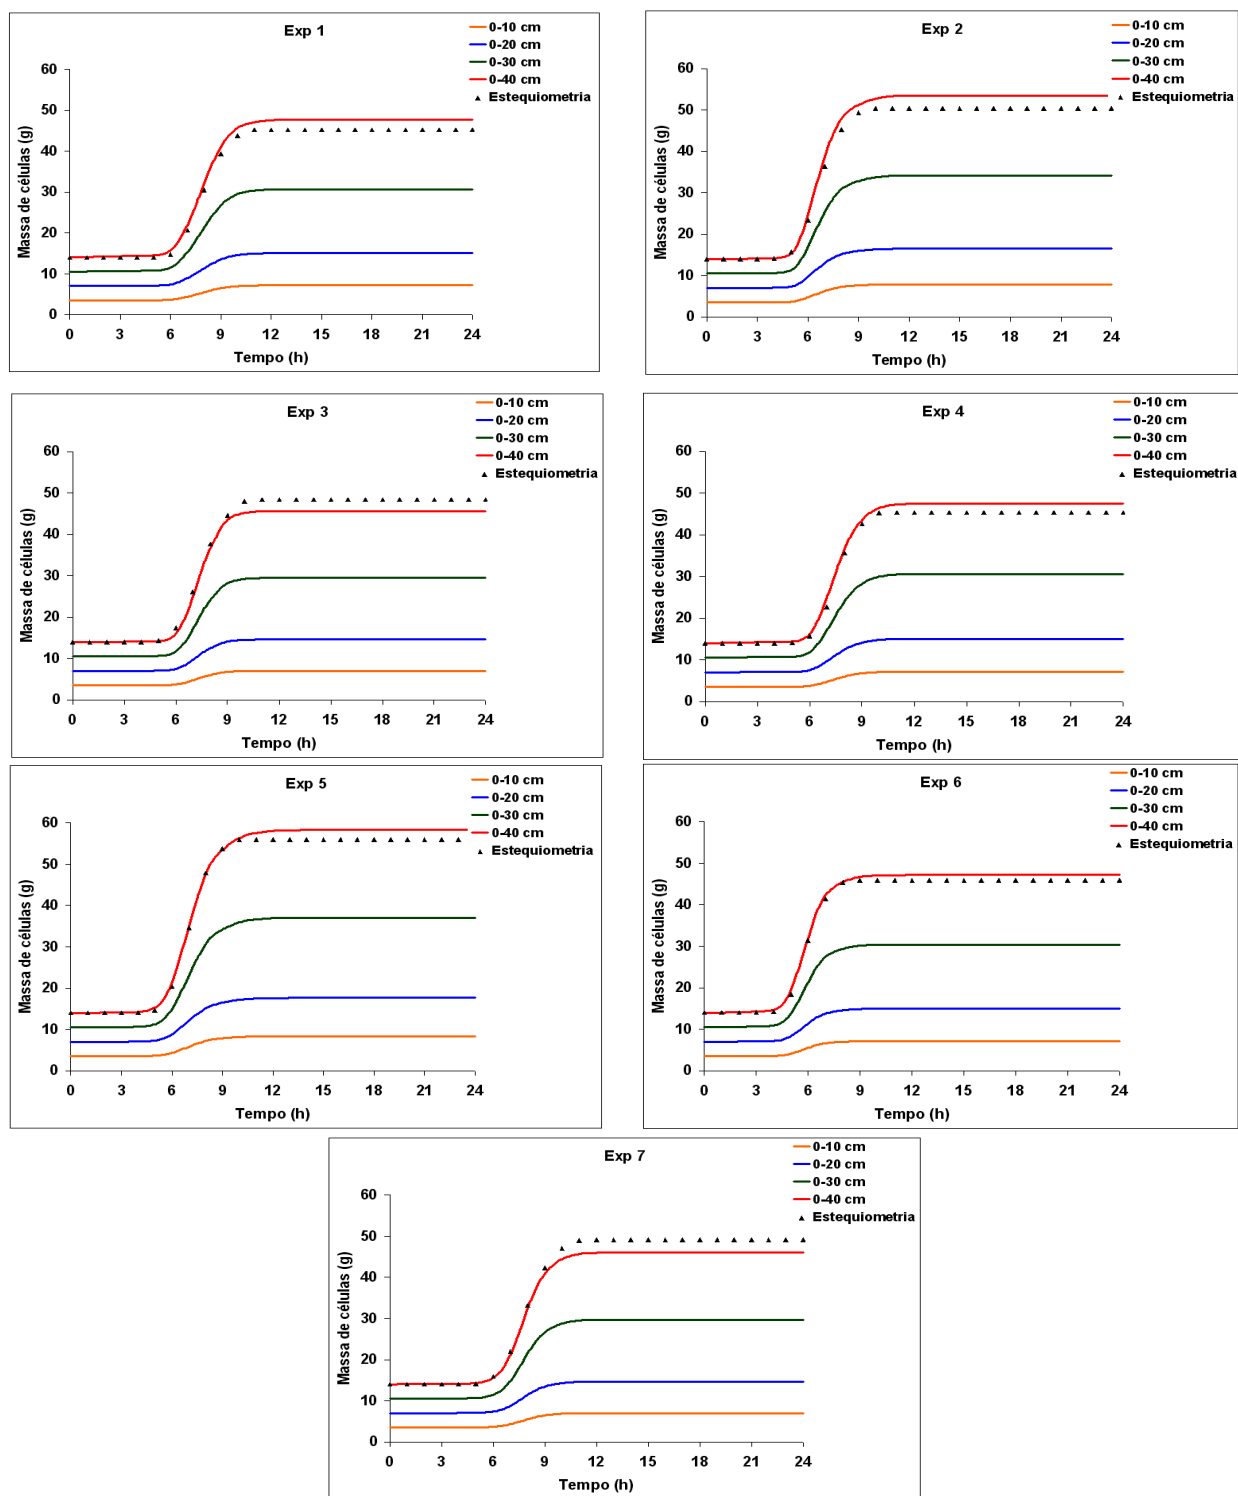 Exp 1
0-10 cm
0-20 cm
0-30 cm
0-40 cm
Estequiometria
Massa de células (g)
60
50
40
30
20
10
0
0 3 6 9 12 15 18 21 24
Tempo (h)
Exp 2
0-10 cm
0-20 cm
0-30 cm
0-40 cm
Estequiometria
Massa de células (g)
60
50
40
30
20
10
0
0 3 6 9 12 15 18 21 24
Tempo (h)
Exp 3
0-10 cm
0-20 cm
0-30 cm
0-40 cm
Estequiometria
Massa de células (g)
60
50
40
30
20
10
0
0 3 6 9 12 15 18 21 24
Tempo (h)
Exp 4
0-10 cm
0-20 cm
0-30 cm
0-40 cm
Estequiometria
Massa de células (g)
60
50
40
30
20
10
0
0 3 6 9 12 15 18 21 24
Tempo (h)
Exp 5
0-10 cm
0-20 cm
0-30 cm
0-40 cm
Estequiometria
Massa de células (g)
60
50
40
30
20
10
0
0 3 6 9 12 15 18 21 24
Tempo (h)
Exp 6
0-10 cm
0-20 cm
0-30 cm
0-40 cm
Estequiometria
Massa de células (g)
60
50
40
30
20
10
0
0 3 6 9 12 15 18 21 24
Tempo (h)
Exp 7
0-10 cm
0-20 cm
0-30 cm
0-40 cm
Estequiometria
Massa de células (g)
60
50
40
30
20
10
0
0 3 6 9 12 15 18 21 24
Tempo (h)